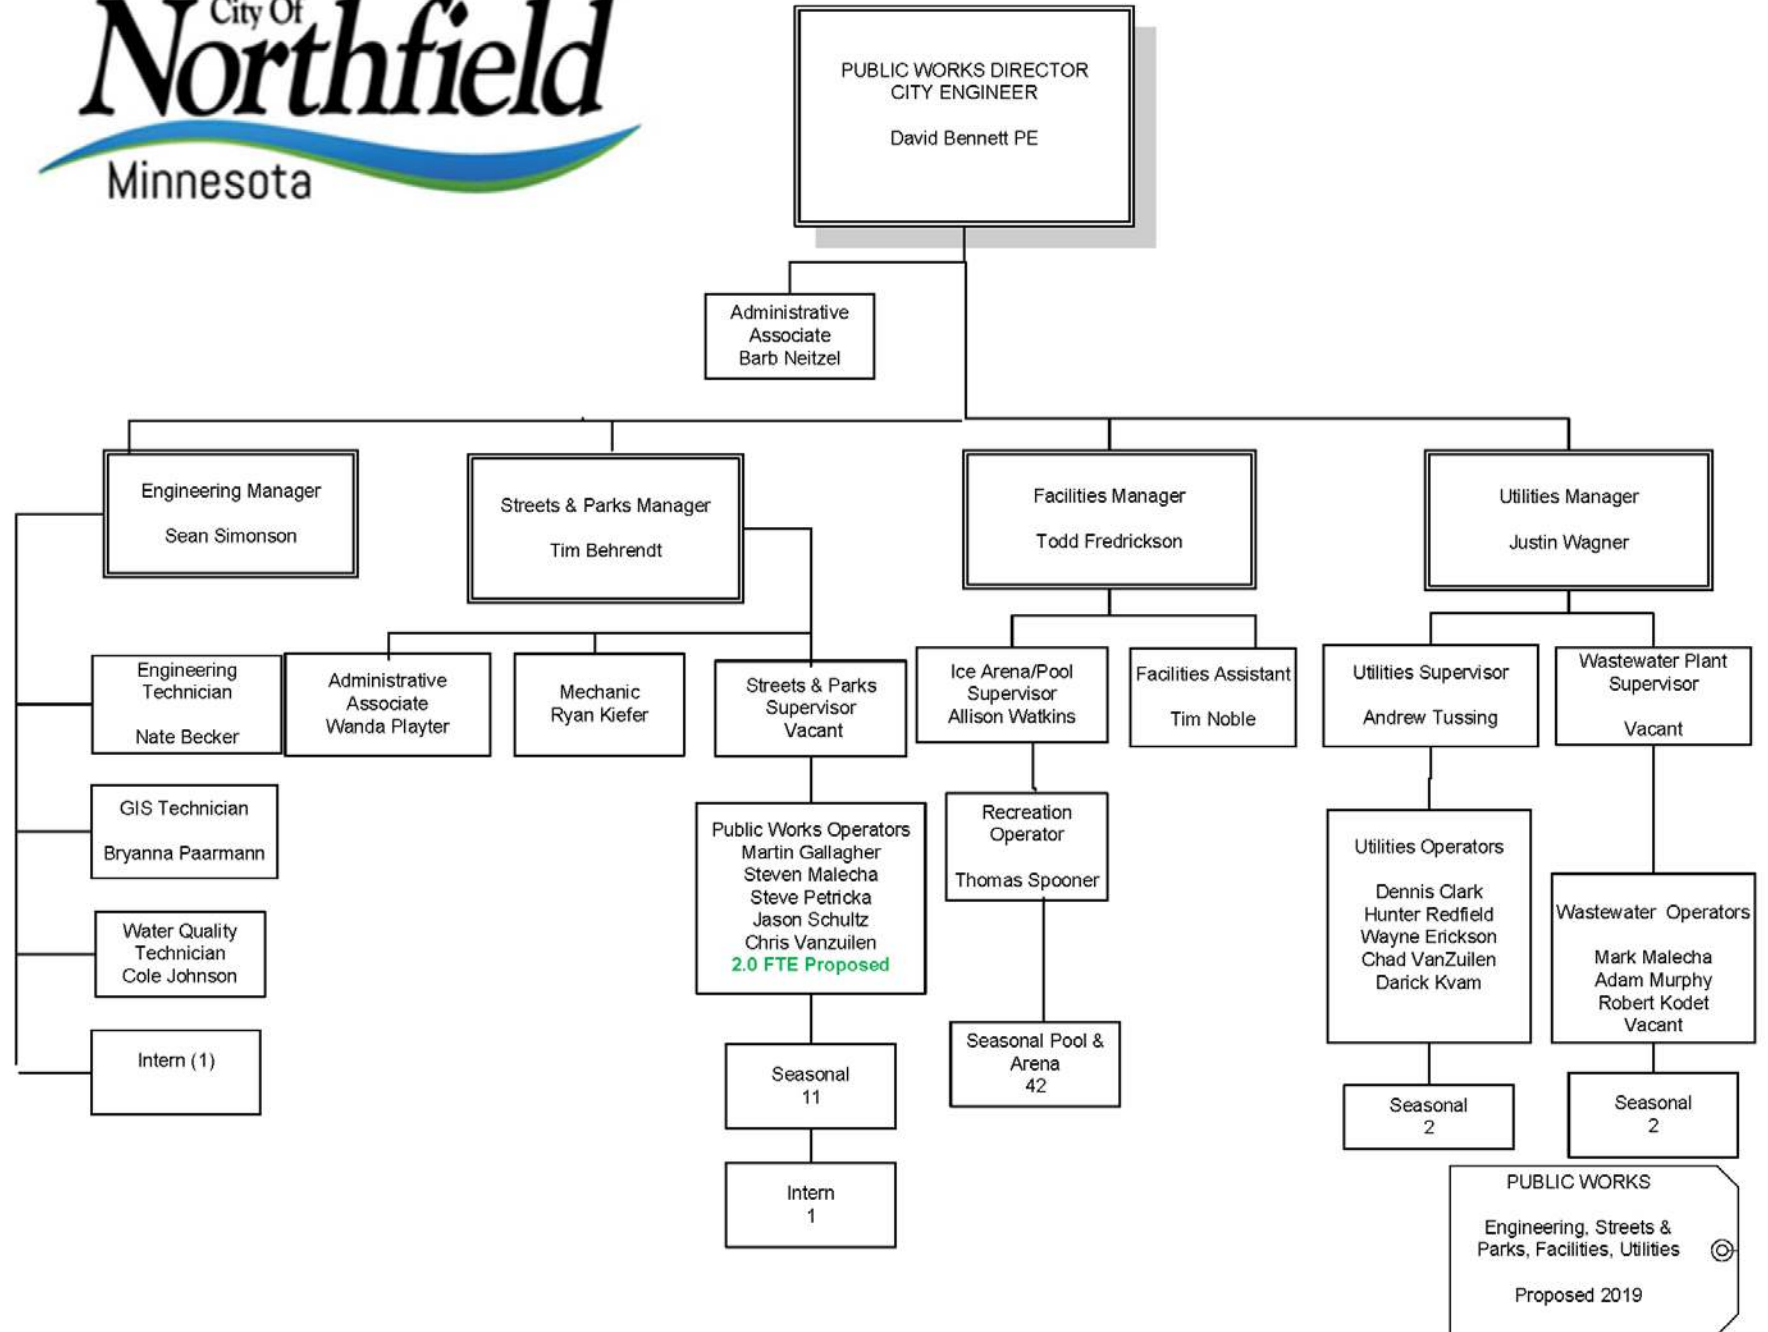 City Of
Northfield
Minnesota
PUBLIC WORKS DIRECTOR
CITY ENGINEER
David Bennett PE
Administrative
Associate
Barb Neitzel
Engineering Manager
Sean Simonson
Streets & Parks Manager
Tim Behrendt
Facilities Manager
Todd Fredrickson
Utilities Manager
Justin Wagner
Engineering
Technician
Nate Becker
Administrative
Associate
Wanda Playter
Mechanic
Ryan Kiefer
Streets & Parks
Supervisor
Vacant
Ice Arena/Pool
Supervisor
Allison Watkins
Facilities Assistant
Tim Noble
Utilities Supervisor
Andrew Tussing
Wastewater Plant
Supervisor
Vacant
GIS Technician
Bryanna Paarmann
Public Works Operators
Martin Gallagher
Steven Malecha
Steve Petricka
Jason Schultz
Chris Vanzuilen
2.0 FTE Proposed
Recreation
Operator
Thomas Spooner
Utilities Operators
Dennis Clark
Hunter Redfield
Wayne Erickson
Chad VanZuilen
Darick Kvam
Wastewater Operators
Mark Malecha
Adam Murphy
Robert Kodet
Vacant
Water Quality
Technician
Cole Johnson
Intern (1)
Seasonal
11
Seasonal Pool &
Arena
42
Seasonal
2
Seasonal
2
Intern
1
PUBLIC WORKS
Engineering, Streets &
Parks, Facilities, Utilities
Proposed 2019